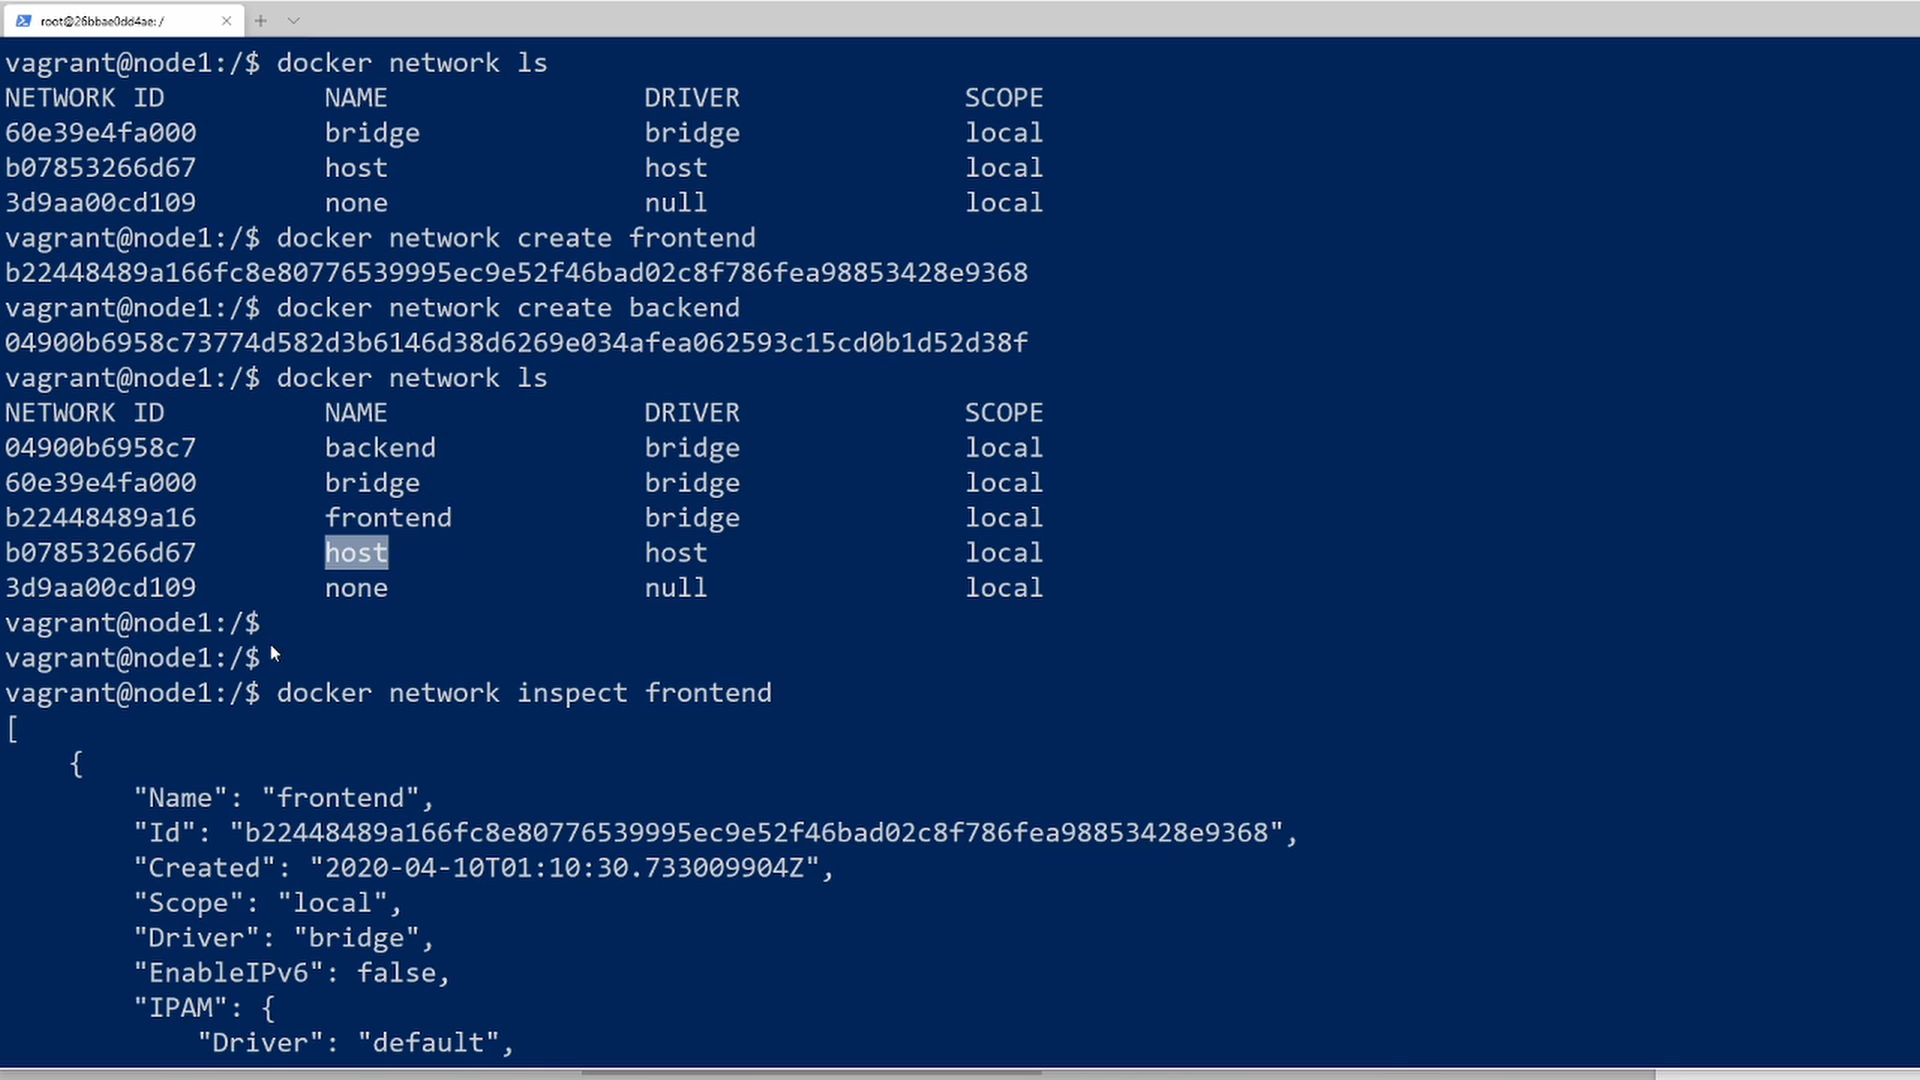 root@26bbae0dd4ae: /
vagrant@node1:/$ docker network ls
NETWORK ID NAME DRIVER SCOPE
60e39e4fa000 bridge bridge local
b07853266d67 host host local
3d9aa00cd109 none null local
vagrant@node1:/$ docker network create frontend
b22448489a166fc8e80776539995ec9e52f46bad02c8f786fea98853428e9368
vagrant@node1:/$ docker network create backend
04900b6958c73774d582d3b6146d38d6269e034afea062593c15cd0b1d52d38f
vagrant@node1:/$ docker network ls
NETWORK ID NAME DRIVER SCOPE
04900b6958c7 backend bridge local
60e39e4fa000 bridge bridge local
b22448489a16 frontend bridge local
b07853266d67 host host local
3d9aa00cd109 none null local
vagrant@node1:/$
vagrant@node1:/$
vagrant@node1:/$ docker network inspect frontend
[
{
"Name": "frontend",
"Id": "b22448489a166fc8e80776539995ec9e52f46bad02c8f786fea98853428e9368",
"Created": "2020-04-10T01:10:30.733009904Z",
"Scope": "local",
"Driver": "bridge",
"EnableIPv6": false,
"IPAM": {
"Driver": "default",